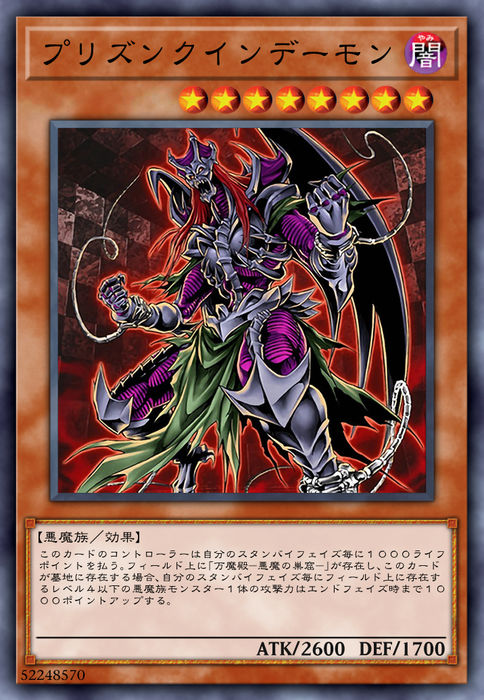 プリズンクインデーモン
やみ
闇
【悪魔族／効果】
このカードのコントローラーは自分のスタンバイフェイズ毎に１０００ライフ
ポイントを払う。フィールド上に「万魔殿－悪魔の巣窟－」が存在し、このカード
が墓地に存在する場合、自分のスタンバイフェイズ毎にフィールド上に存在す
るレベル４以下の悪魔族モンスター１体の攻撃力はエンドフェイズ時まで１０
００ポイントアップする。
ATK/2600 DEF/1700
52248570